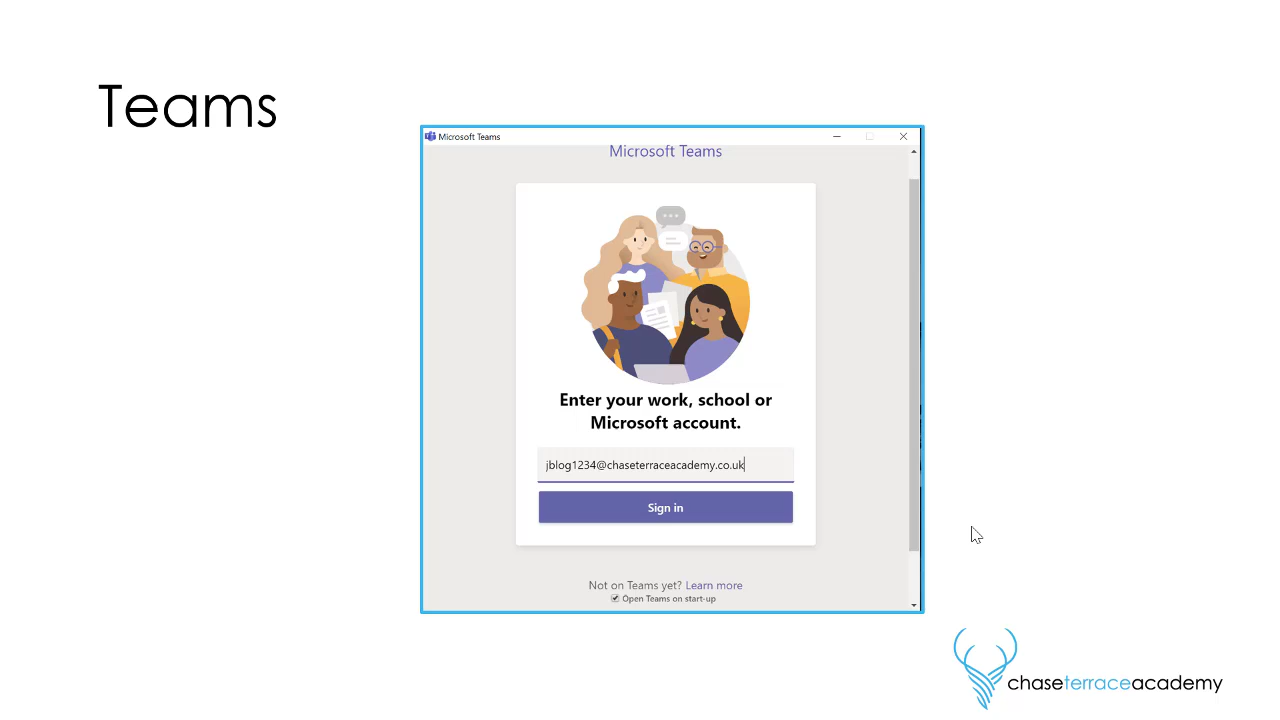 Teams
Microsoft Teams
Microsoft Teams
Enter your work, school or
Microsoft account.
jblog1234@chaseterraceacademy.co.uk
Sign in
Not on Teams yet? Learn more
Open Teams on start-up
chaseterraceacademy